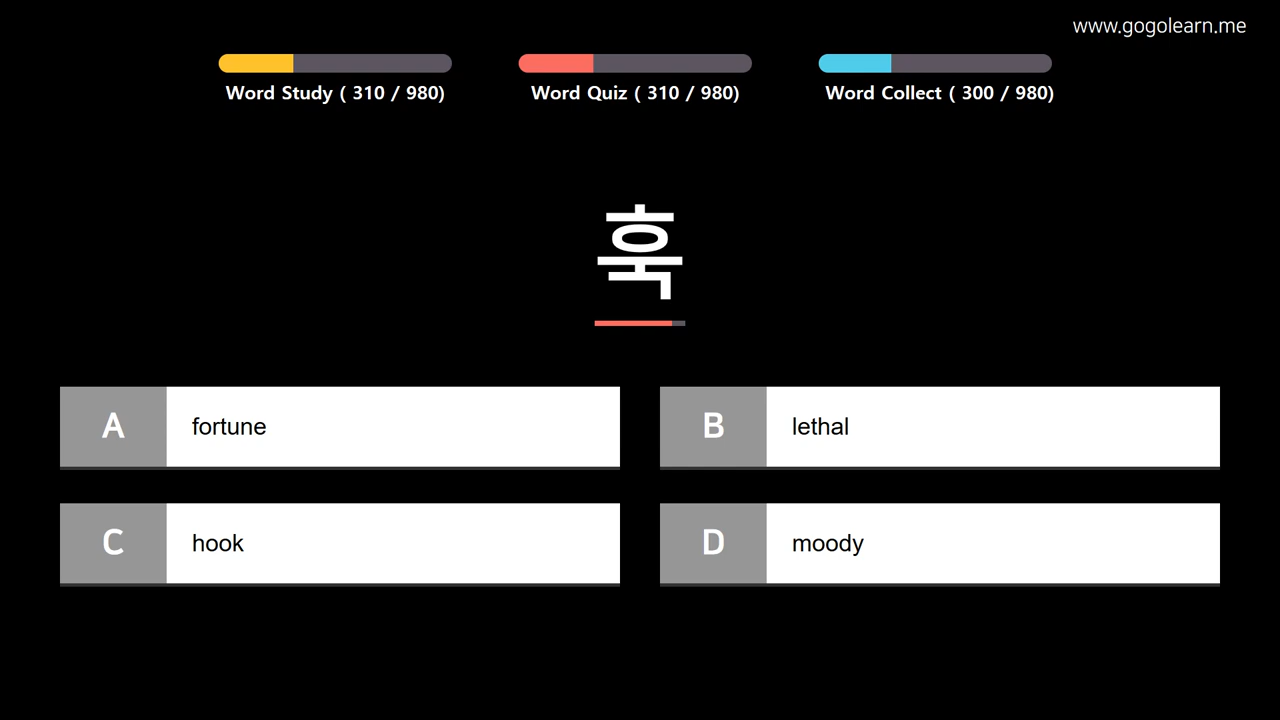 www.gogolearn.me
Word Study ( 310 / 980)
Word Quiz ( 310 / 980)
Word Collect ( 300 / 980)
훅
A fortune
B lethal
C hook
D moody